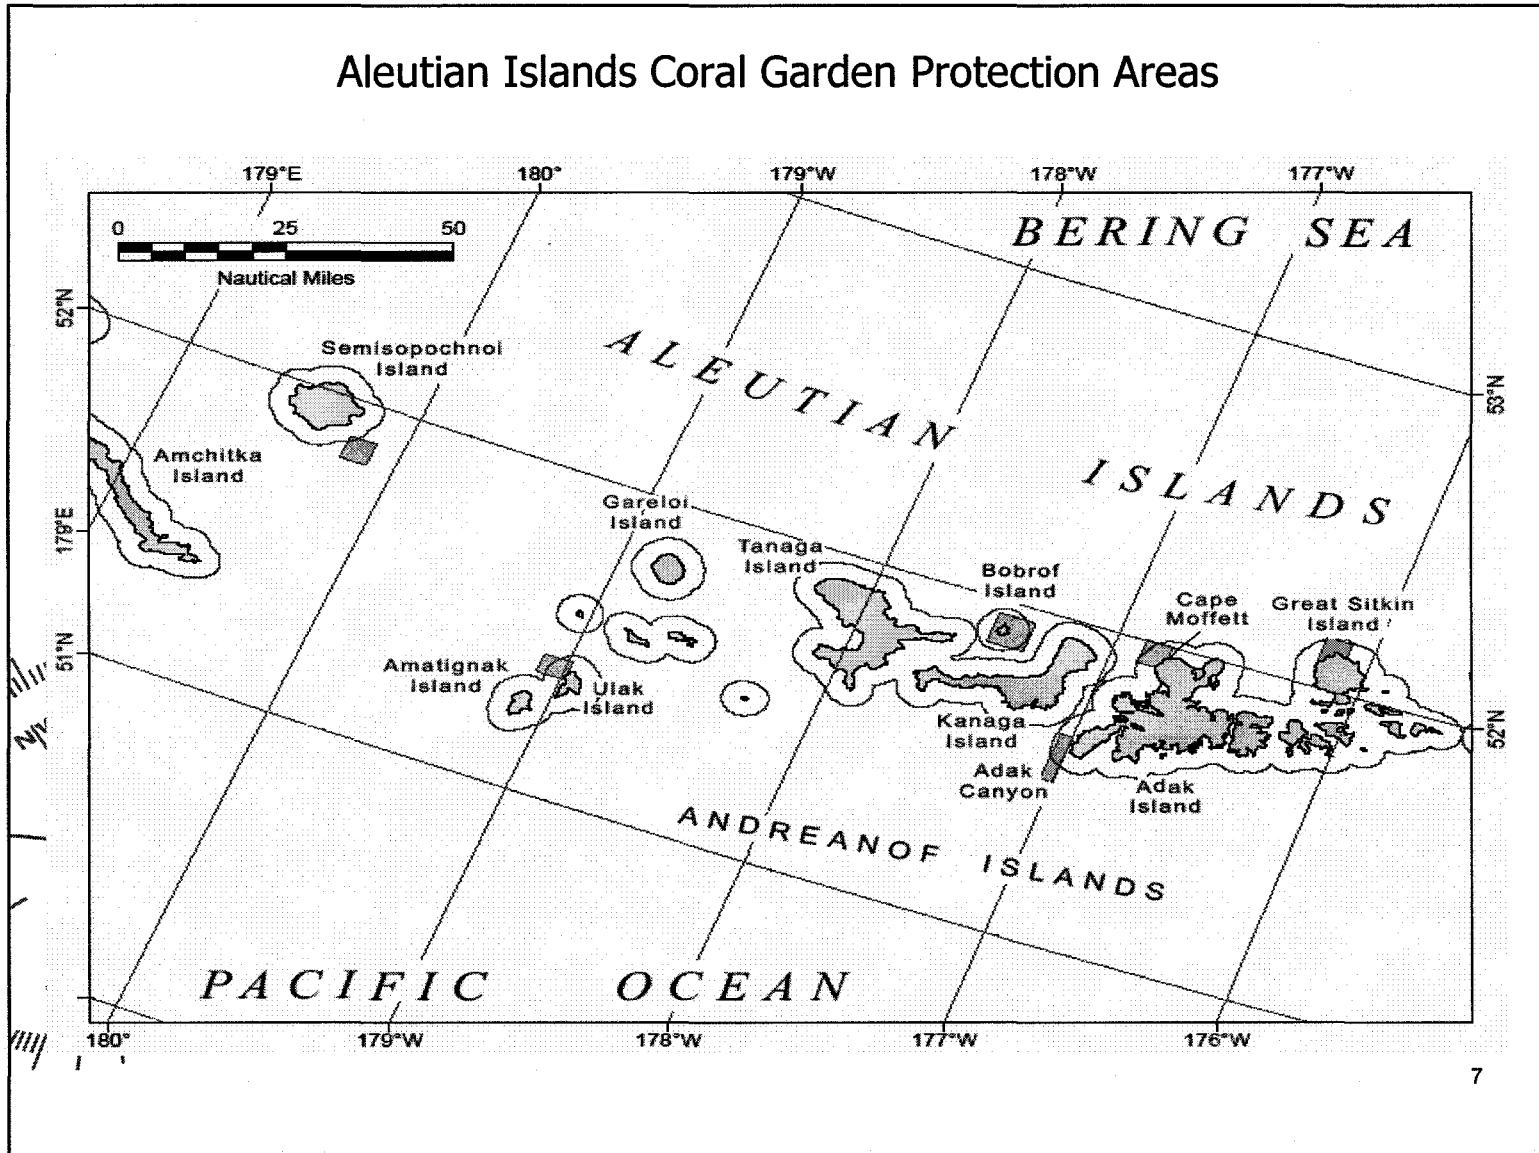 Aleutian Islands Coral Garden Protection Areas
179°E
180°
179°W
178°W
177°W
0
25
50
Nautical Miles
BERING SEA
52°N
Semisopochnoi
Island
ALEUTIAN ISLANDS
53°N
Amchitka
Island
179°E
Gareloi
Island
Tanaga
Island
Bobrof
Island
Cape
Moffett
Great Sitkin
Island
51°N
Amatignak
Island
Ulak
Island
Kanaga
Island
52°N
Adak
Canyon
Adak
Island
ANDREANOF ISLANDS
PACIFIC OCEAN
180°
179°W
178°W
177°W
176°W
7